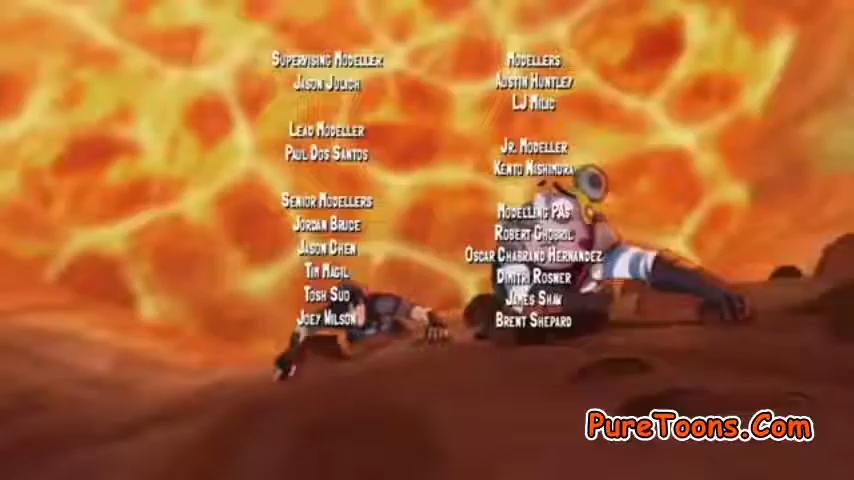 Supervising Modeller
Jason Julich
Lead Modeller
Paul Dos Santos
Senior Modellers
Jordan Bruce
Jason Chen
Tim Magil
Tosh Suo
Joey Wilson
Modellers
Austin Huntley
LJ Milic
Jr. Modeller
Kento Nishimura
Modelling PAs
Robert Ghobril
Oscar Chabrand Hernandez
Dimitri Rosner
James Shaw
Brent Shepard
PureToons.Com